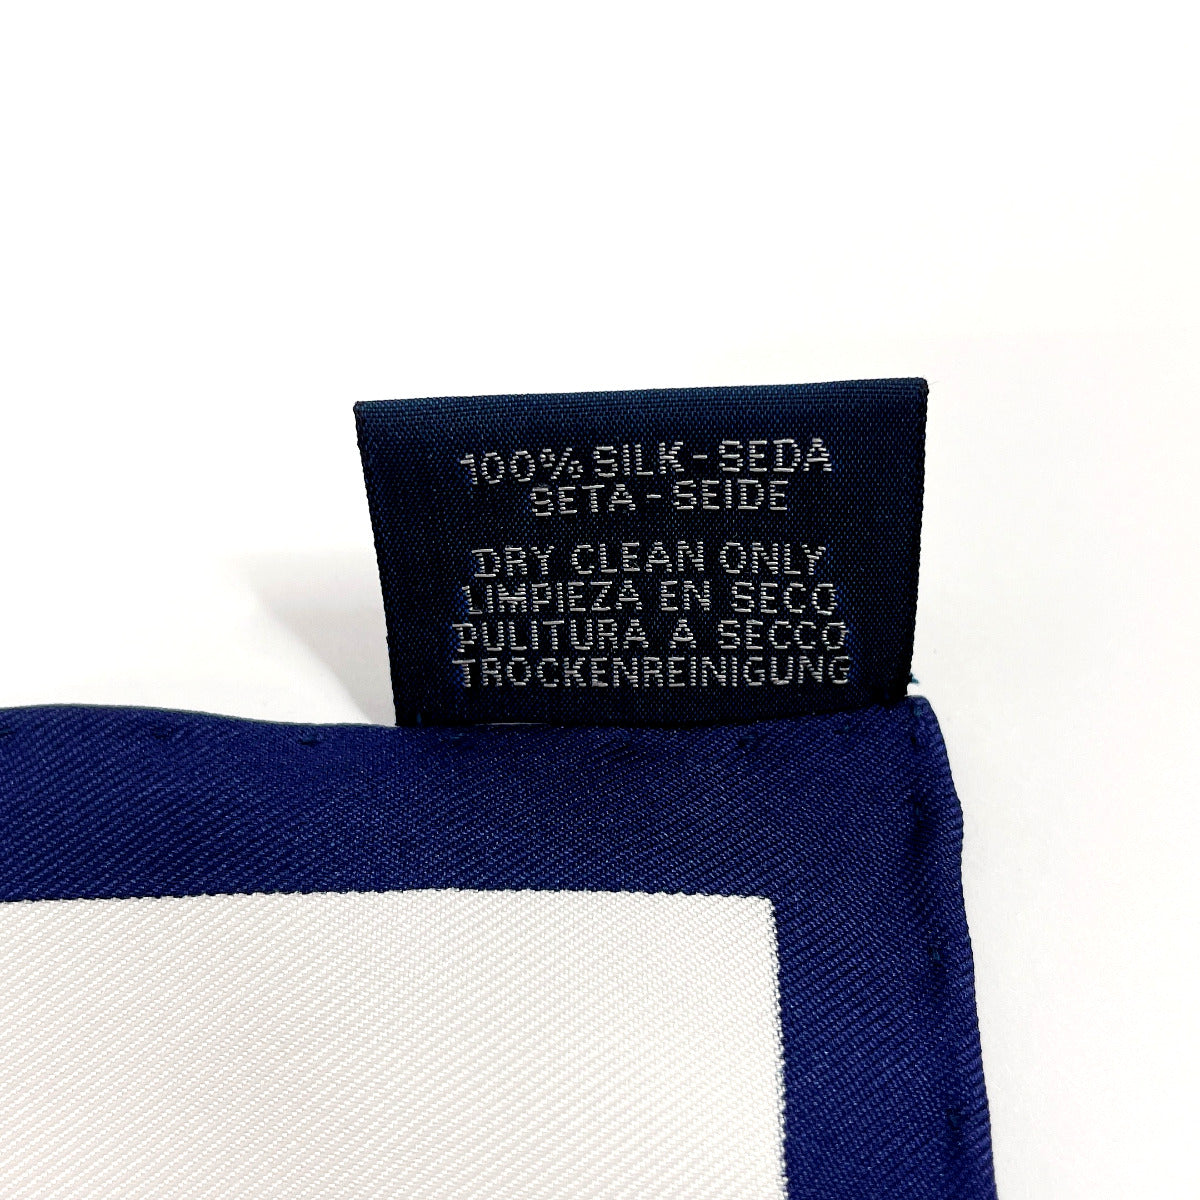 100% SILK - SEDA
SETA - SEIDE
DRY CLEAN ONLY
LIMPIEZA EN SECO
PULITURA A SECCO
TROCKENREINIGUNG